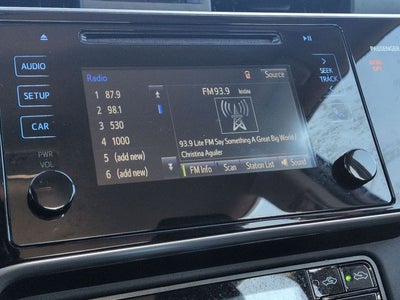 AUDIO
SETUP
CAR
PWR
VOL
Radio
Source
1 87.9
2 98.1
3 530
4 1000
5 (add new)
6 (add new)
FM93.9
93.9 Lite FM Say Something A Great Big World /
Christina Aguiler
FM Info
Scan
Station List
Sound
SEEK
TRACK
PASSENGER